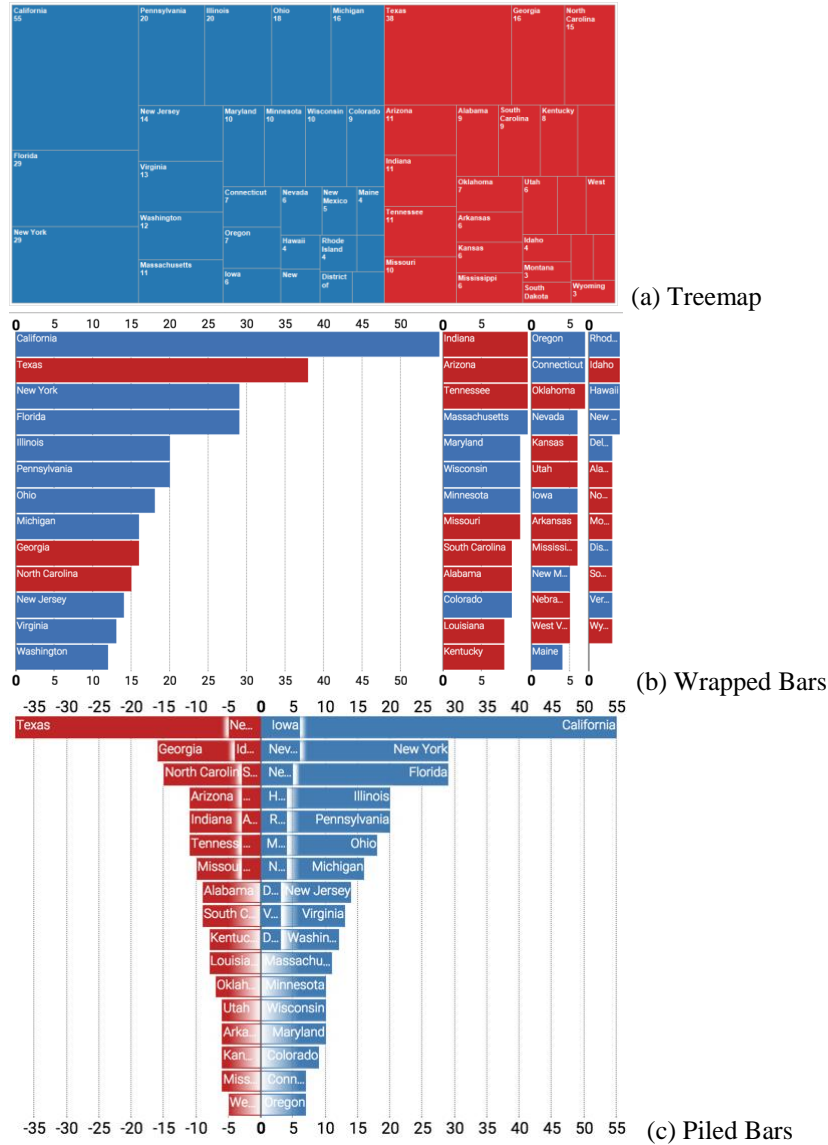 California
55
Pennsylvania
20
Illinois
20
Ohio
18
Michigan
16
Texas
38
Georgia
16
North
Carolina
15
New Jersey
14
Maryland
10
Minnesota
10
Wisconsin
10
Colorado
9
Arizona
11
Alabama
9
South
Carolina
9
Kentucky
8
Florida
29
Virginia
13
Indiana
11
Connecticut
7
Nevada
6
New
Mexico
5
Maine
4
Oklahoma
7
Utah
6
West
New York
29
Washington
12
Oregon
7
Hawaii
4
Rhode
Island
4
Tennessee
11
Arkansas
6
Idaho
4
Massachusetts
11
Iowa
6
New
District
of
Missouri
10
Kansas
6
Montana
3
Mississippi
6
South
Dakota
Wyoming
3
(a) Treemap
0 5 10 15 20 25 30 35 40 45 50 0 5 0 5 0
California Indiana Oregon Rhod...
Texas Arizona Connecticut Idaho
New York Tennessee Oklahoma Hawaii
Florida Massachusetts Nevada New ...
Illinois Maryland Kansas Del...
Pennsylvania Wisconsin Utah Ala...
Ohio Minnesota Iowa No...
Michigan Missouri Arkansas Mo...
Georgia South Carolina Mississi... Dis...
North Carolina Alabama New M... So...
New Jersey Colorado Nebra... Ver...
Virginia Louisiana West V... Wy...
Washington Kentucky Maine
0 5 10 15 20 25 30 35 40 45 50 0 5 0 5 0
(b) Wrapped Bars
-35 -30 -25 -20 -15 -10 -5 0 5 10 15 20 25 30 35 40 45 50 55
Texas Ne... Iowa California
Georgia Id... Nev... New York
North Carolin S... Ne... Florida
Arizona ... H... Illinois
Indiana A... R... Pennsylvania
Tenness ... M... Ohio
Missou ... N... Michigan
Alabama D... New Jersey
South C... V... Virginia
Kentuc... D... Washin...
Louisia... Massachu...
Oklah... Minnesota
Utah Wisconsin
Arka... Maryland
Kan... Colorado
Miss... Conn...
We... Oregon
-35 -30 -25 -20 -15 -10 -5 0 5 10 15 20 25 30 35 40 45 50 55
(c) Piled Bars